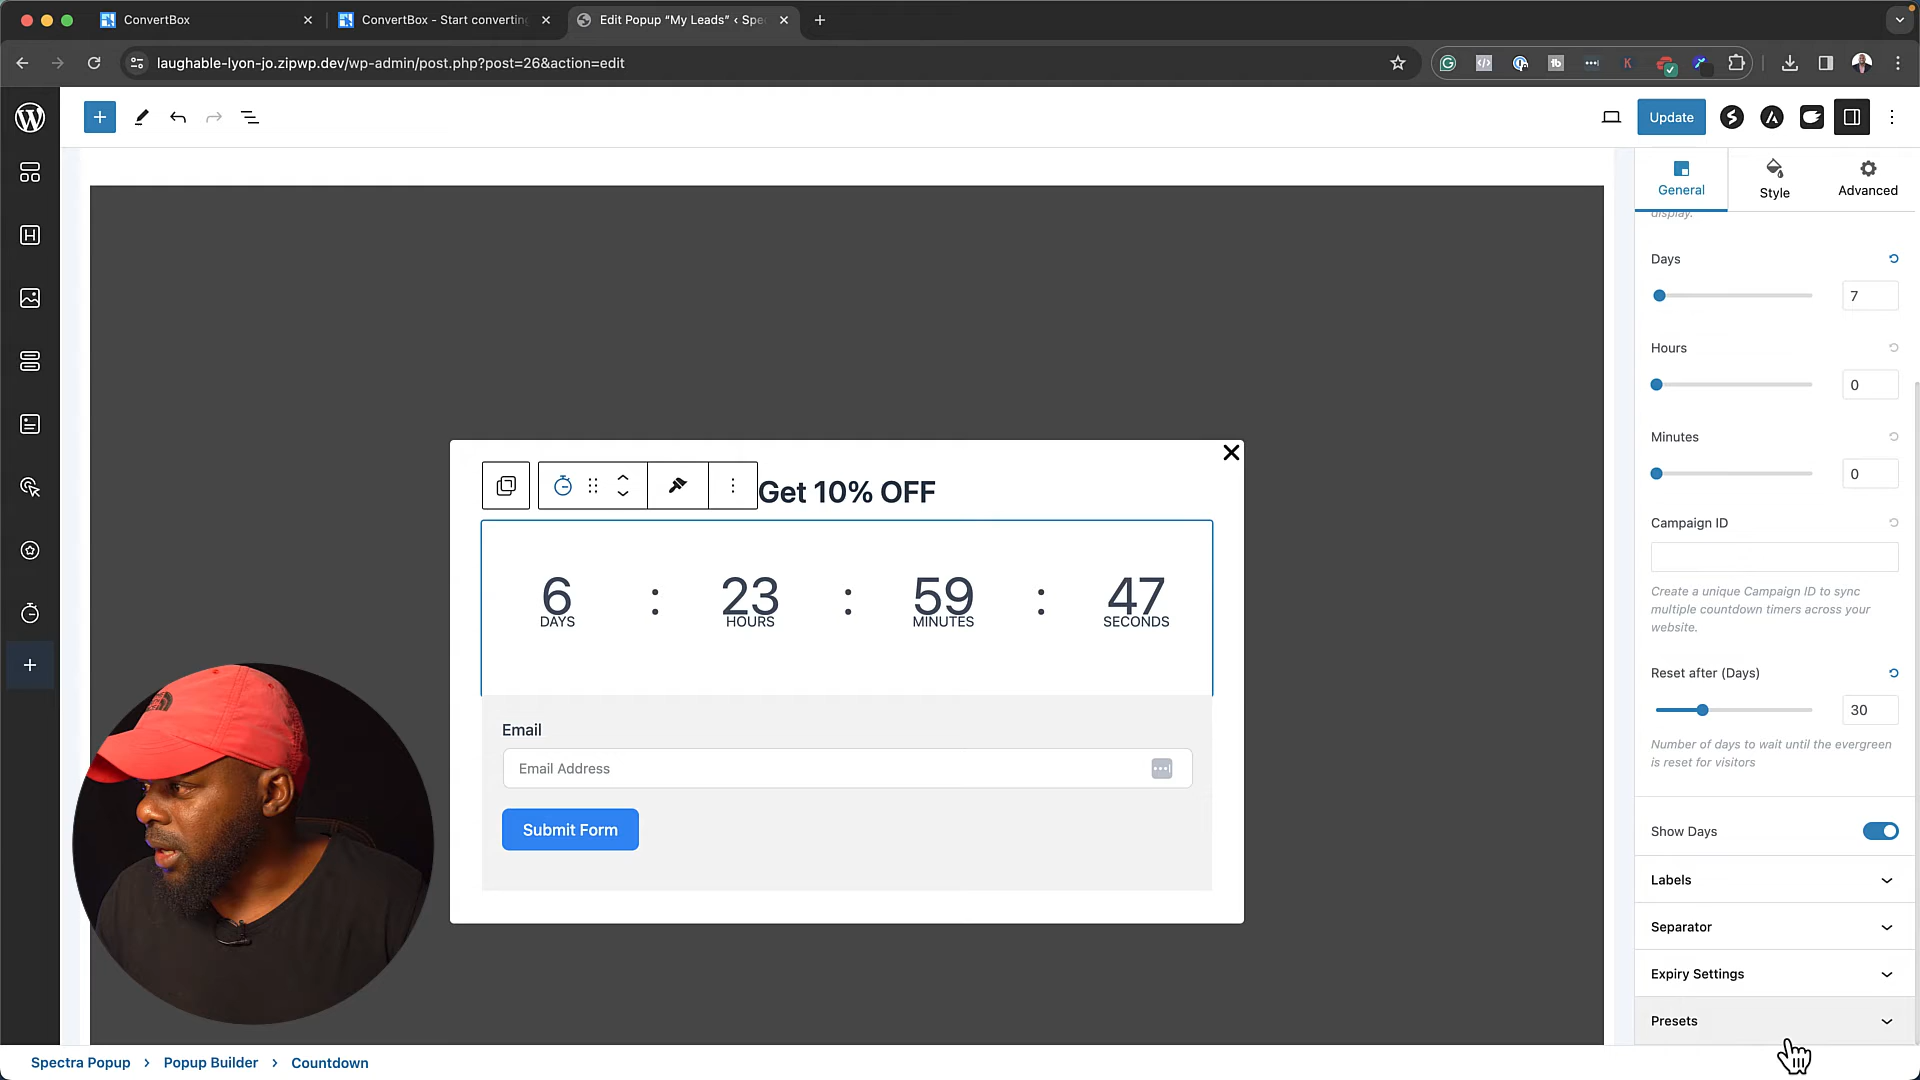 ConvertBox
ConvertBox - Start converting
Edit Popup “My Leads” ‹ Spe
laughable-lyon-jo.zipwp.dev/wp-admin/post.php?post=26&action=edit
Update
General
Style
Advanced
display.
Days
7
Hours
0
Minutes
0
Campaign ID
Create a unique Campaign ID to sync
multiple countdown timers across your
website.
Reset after (Days)
30
Number of days to wait until the evergreen
is reset for visitors
Show Days
Labels
Separator
Expiry Settings
Presets
Get 10% OFF
6 : 23 : 59 : 47
DAYS HOURS MINUTES SECONDS
Email
Email Address
Submit Form
Spectra Popup › Popup Builder › Countdown